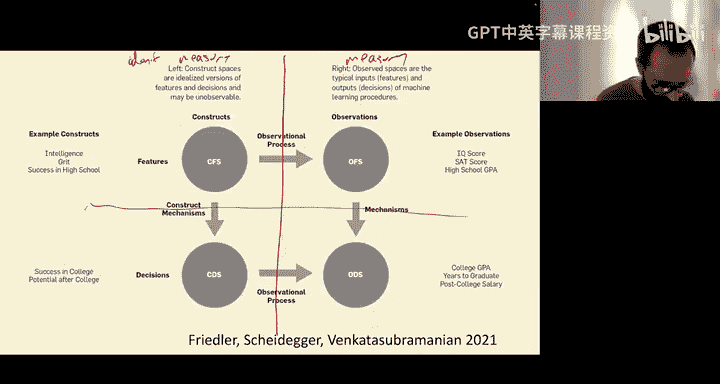 GPT中英字幕课程资
bilibili
measure
Left: Construct spaces
are idealized versions of
features and decisions and
may be unobservable.
Right: Observed spaces are the
typical inputs (features) and
outputs (decisions) of machine
learning procedures.
Constructs
Observations
Example Constructs
Intelligence
Grit
Success in High School
Features
CFS
Observational
Process
OFS
Example Observations
IQ Score
SAT Score
High School GPA
Construct
Mechanisms
Mechanisms
Success in College
Potential after College
Decisions
CDS
Observational
Process
ODS
College GPA
Years to Graduate
Post-College Salary
Friedler, Scheidegger, Venkatasubramanian 2021